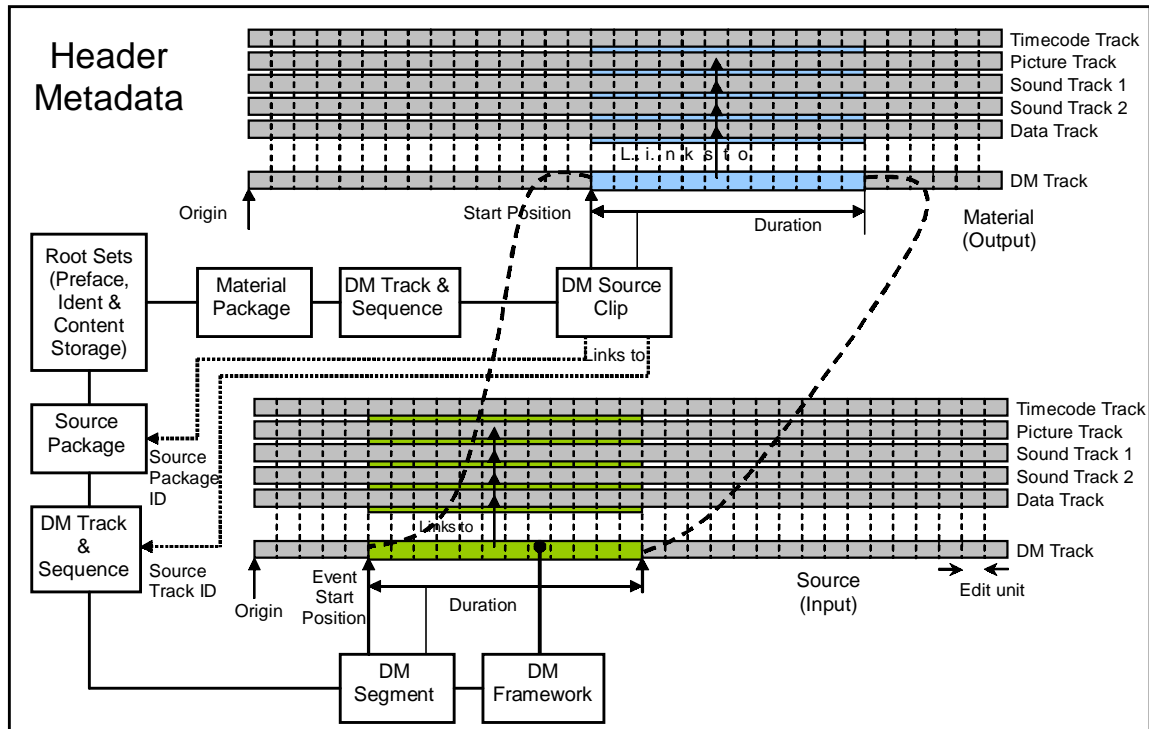 Header
Metadata
Timecode Track
Picture Track
Sound Track 1
Sound Track 2
Data Track
L i n k s t o
DM Track
Origin
Start Position
Duration
Material
(Output)
Root Sets
(Preface,
Ident &
Content
Storage)
Material
Package
DM Track &
Sequence
DM Source
Clip
Links to
Source
Package
Source
Package
ID
DM Track
&
Sequence
Source
Track ID
Timecode Track
Picture Track
Sound Track 1
Sound Track 2
Data Track
Links to
DM Track
Origin
Event
Start
Position
Duration
Source
(Input)
Edit unit
DM
Segment
DM
Framework